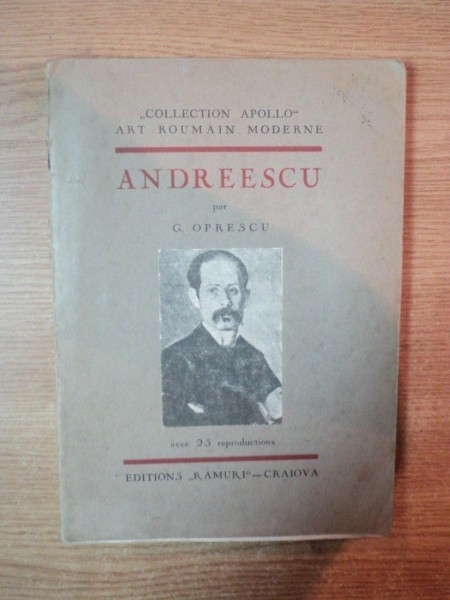 „COLLECTION APOLLO“
ART ROUMAIN MODERNE
ANDREESCU
par
G. OPRESCU
avec 25 reproductions
EDITIONS „RAMURI“—CRAIOVA